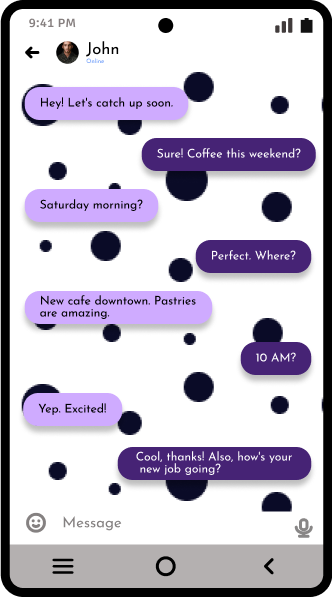 9:41 PM
John
Online
Hey! Let's catch up soon.
Sure! Coffee this weekend?
Saturday morning?
Perfect. Where?
New cafe downtown. Pastries
are amazing.
10 AM?
Yep. Excited!
Cool, thanks! Also, how's your
new job going?
Message